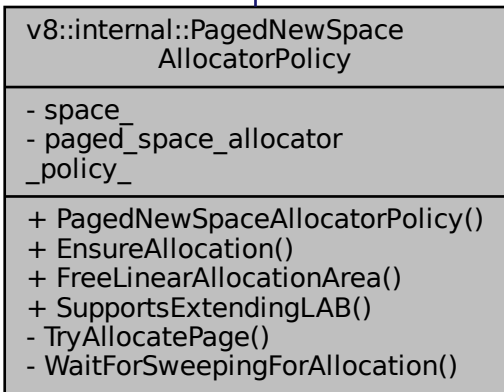 v8::internal::PagedNewSpace
AllocatorPolicy
- space_
- paged_space_allocator
_policy_
+ PagedNewSpaceAllocatorPolicy()
+ EnsureAllocation()
+ FreeLinearAllocationArea()
+ SupportsExtendingLAB()
- TryAllocatePage()
- WaitForSweepingForAllocation()